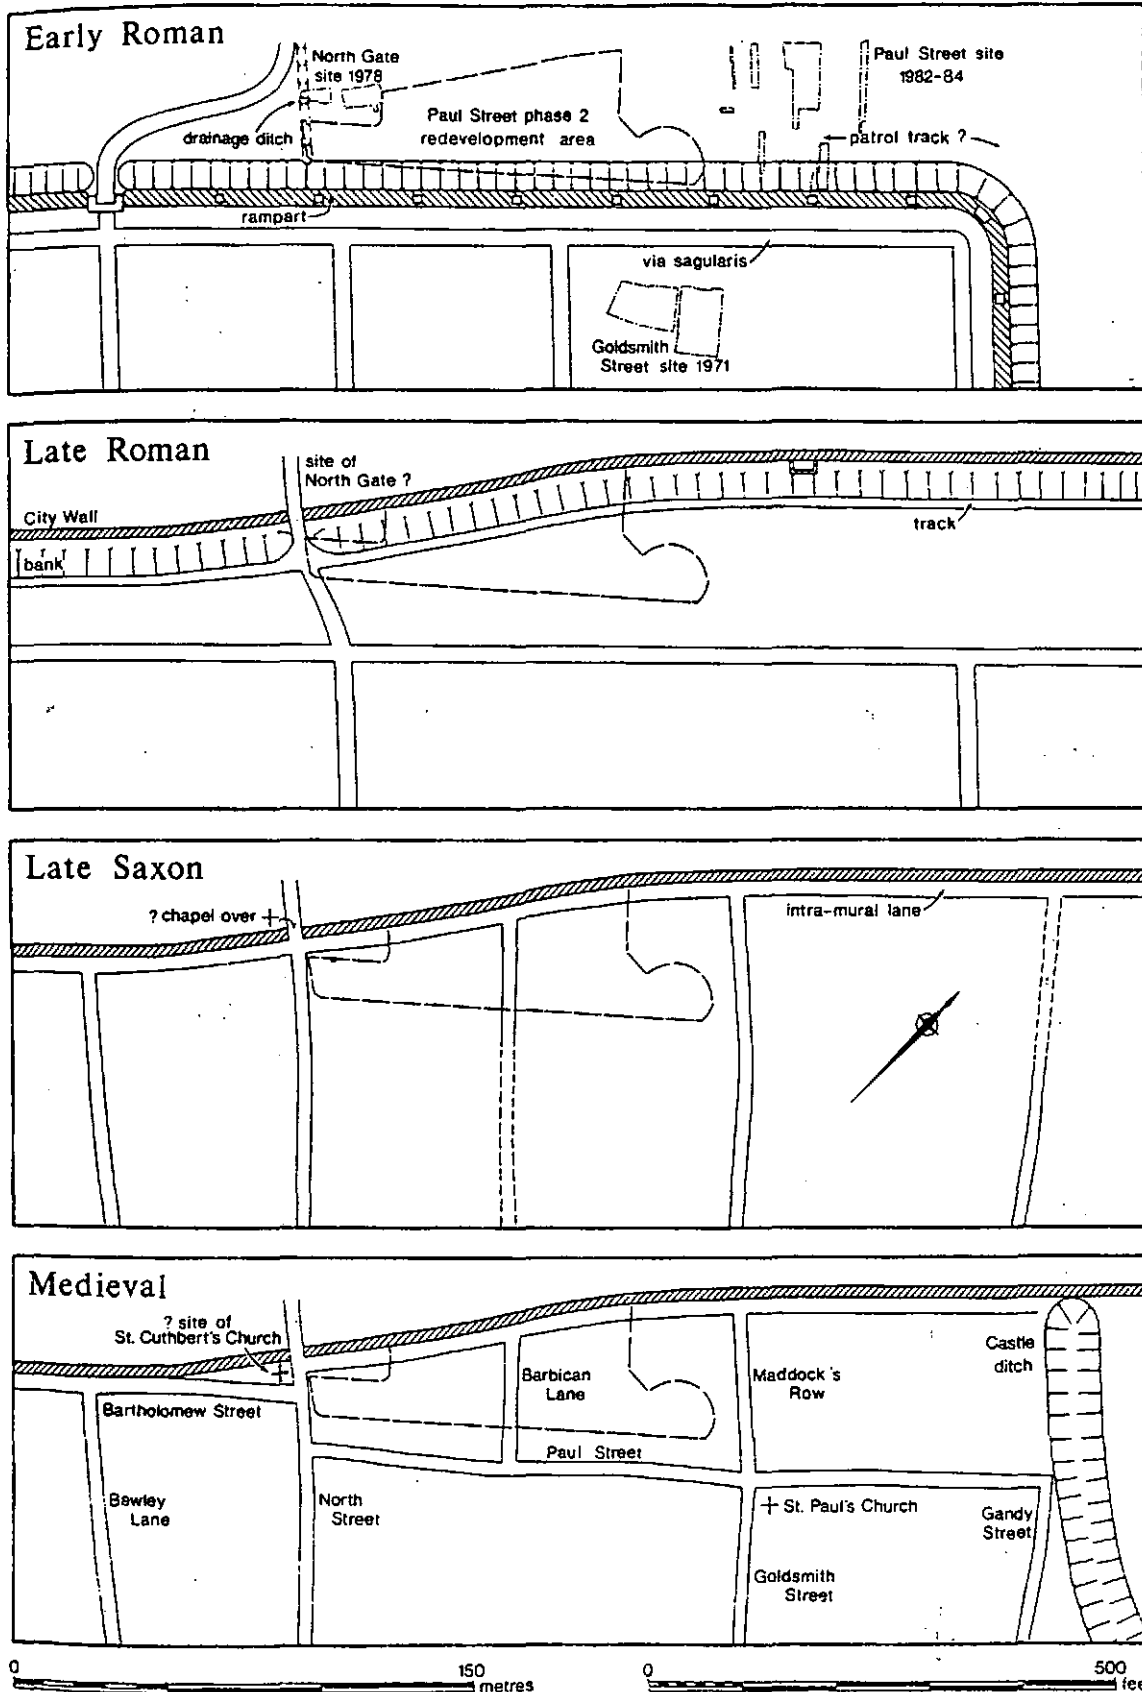 Early Roman
North Gate
site 1978
drainage ditch
Paul Street phase 2
redevelopment area
Paul Street site
1982-84
patrol track ?
rampart
via sagularis
Goldsmith
Street site 1971
Late Roman
site of
North Gate ?
City Wall
bank
track
Late Saxon
? chapel over
intra-mural lane
Medieval
? site of
St. Cuthbert's Church
Bartholomew Street
Barbican
Lane
Maddock's
Row
Castle
ditch
Paul Street
Bewley
Lane
North
Street
St. Paul's Church
Gandy
Street
Goldsmith
Street
0 150
metres
0 500
feet